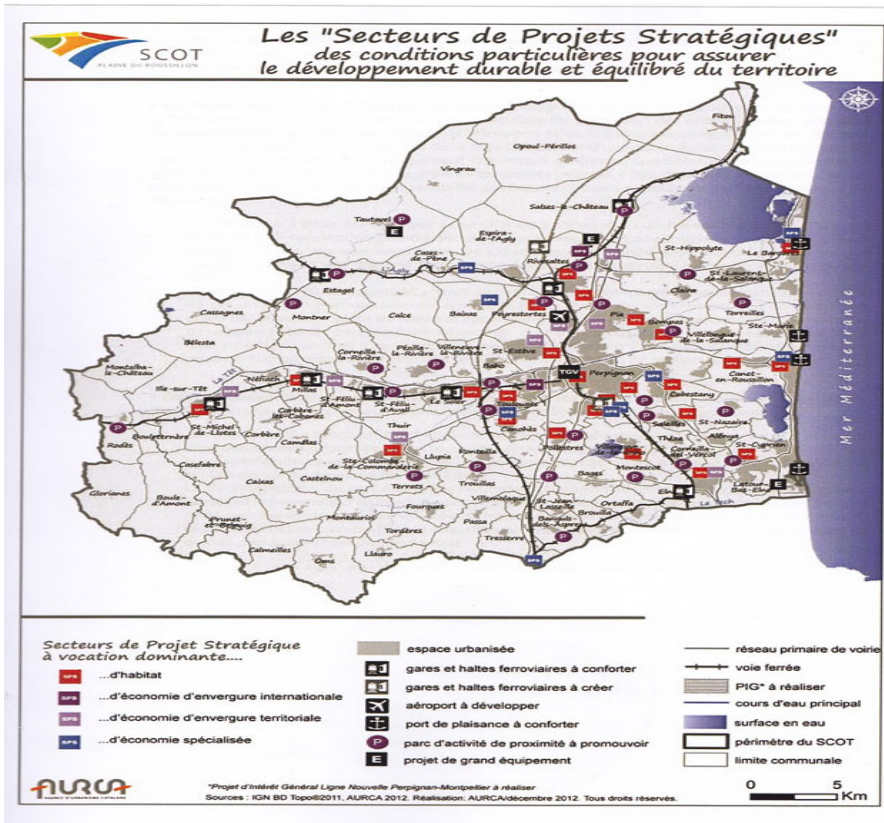 SCOT
PLAINE DU ROUSSILLON
Les "Secteurs de Projets Stratégiques"
des conditions particulières pour assurer
le développement durable et équilibré du territoire
Fitou
Opoul-Périllos
Vingrau
Salses-le-Château
Tautavel
Espira-
de-l'Agly
Cases-
de-Pène
Rivesaltes
St-Hippolyte
Le Barcarès
L'Agly
Estagel
St-Laurent-
de-la-Salanque
Claira
Cassagnes
Montner
Calce
Baixas
Peyrestortes
Pia
Torreilles
Bompas
Ste-Marie
Villelongue-
de-la-Salanque
Bélesta
Corneilla-
la-Rivière
Pézilla-
la-Rivière
Villeneuve-
la-Rivière
St-Estève
Baho
TGV
Perpignan
Montalba-
le-Château
La Têt
Ille-sur-Têt
Néfiach
Millas
St-Féliu
d'Amont
St-Féliu
d'Avall
Le Soler
Toulouges
Canet-
en-Roussillon
Cabestany
Mer Méditerranée
Rodès
Bouleternère
St-Michel
de-Llotes
Corbère-
les-Cabanes
Corbère
Camélas
Thuir
Canohès
Pollestres
Saleilles
St-Nazaire
Théza
Alénya
St-Cyprien
Corneilla-
del-Vercol
Casefabre
Ste-Colombe
de-la-Commanderie
Llupia
Ponteilla
Glorianes
Boule-
d'Amont
Caixas
Castelnou
Terrats
Trouillas
Bages
Montescot
Villemolaque
St-Jean
Lasseille
Ortaffa
Elne
Latour-
Bas-Elne
Le Tech
Prunet-
et-Belpuig
Montauriol
Fourques
Passa
Brouilla
Banyuls-
dels-Aspres
Tordères
Tresserre
Calmeilles
Llauro
Oms
Secteurs de Projet Stratégique
à vocation dominante....
SPS ...d'habitat
SPS ...d'économie d'envergure internationale
SPS ...d'économie d'envergure territoriale
SPS ...d'économie spécialisée
espace urbanisée
gares et haltes ferroviaires à conforter
gares et haltes ferroviaires à créer
aéroport à développer
port de plaisance à conforter
P parc d'activité de proximité à promouvoir
E projet de grand équipement
réseau primaire de voirie
voie ferrée
PIG* à réaliser
cours d'eau principal
surface en eau
périmètre du SCOT
limite communale
AURCA
AGENCE D'URBANISME CATALANE
*Projet d'Intérêt Général Ligne Nouvelle Perpignan-Montpellier à réaliser
Sources : IGN BD Topo®2011, AURCA 2012. Réalisation: AURCA/décembre 2012. Tous droits réservés.
0 5
Km